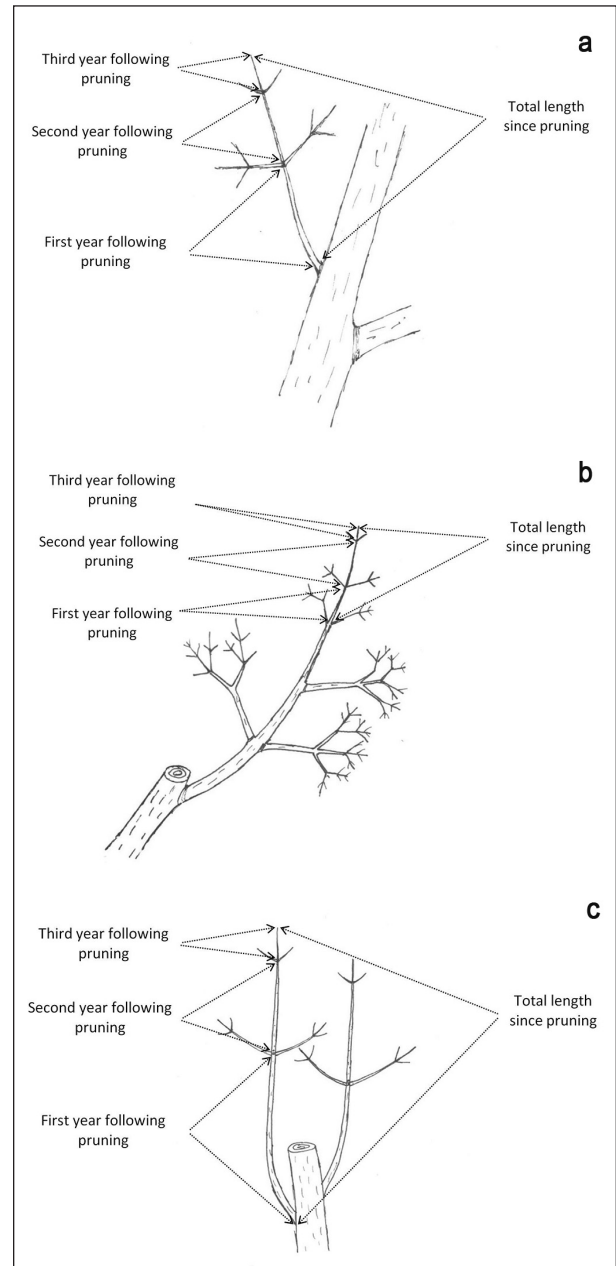 a
Third year following
pruning
Second year following
pruning
Total length
since pruning
First year following
pruning
b
Third year following
pruning
Second year following
pruning
Total length
since pruning
First year following
pruning
c
Third year following
pruning
Second year following
pruning
Total length
since pruning
First year following
pruning